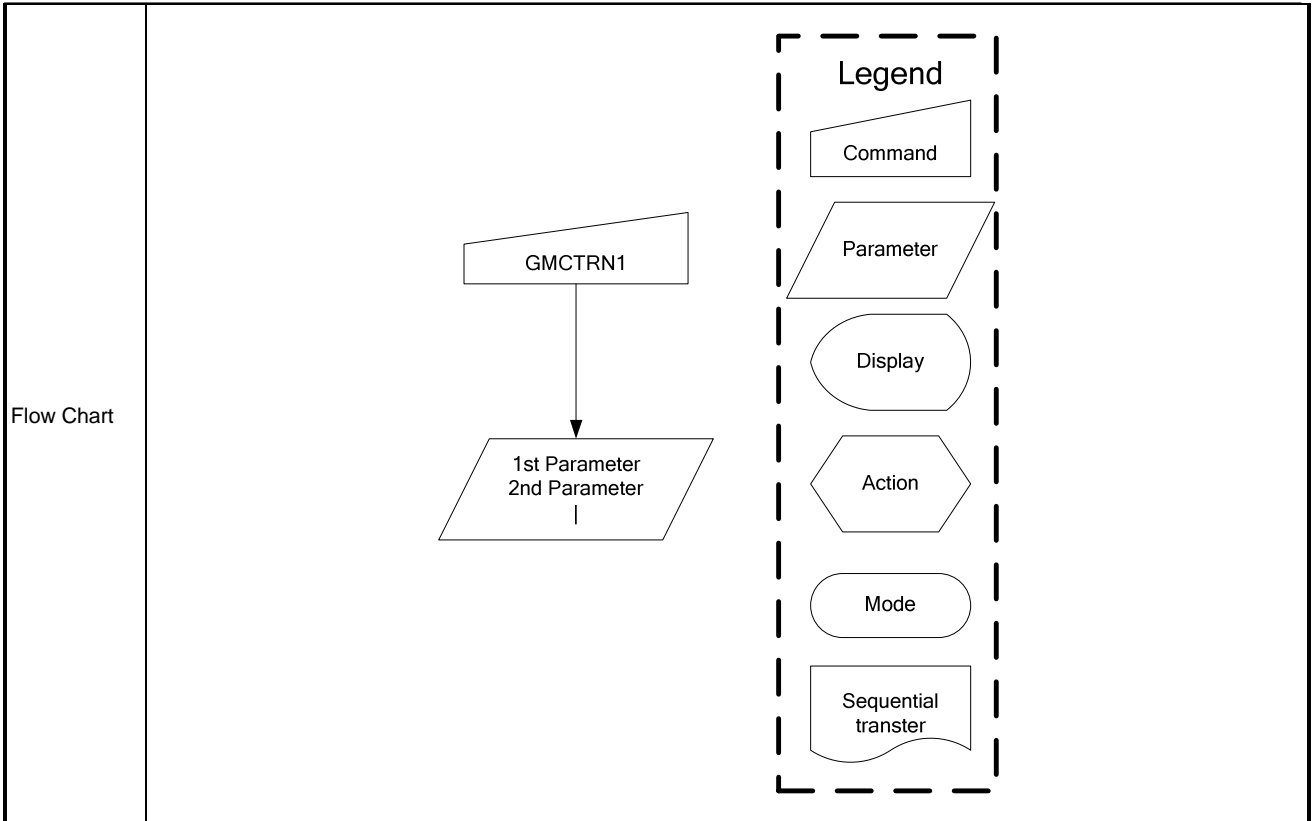 Flow Chart
GMCTRN1
1st Parameter
2nd Parameter
|
Legend
Command
Parameter
Display
Action
Mode
Sequential
transter